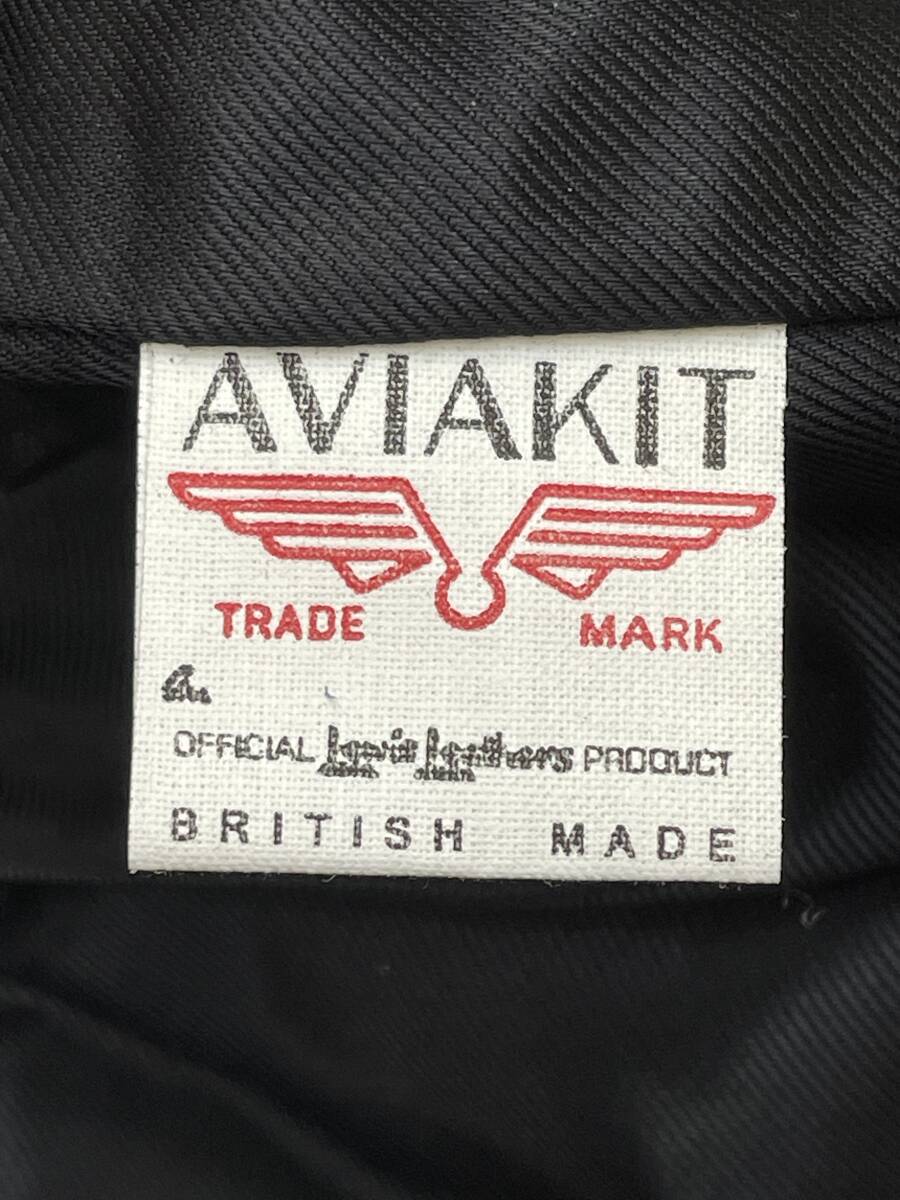 AVIAKIT
TRADE MARK
OFFICIAL Lewis Leathers PRODUCT
BRITISH MADE